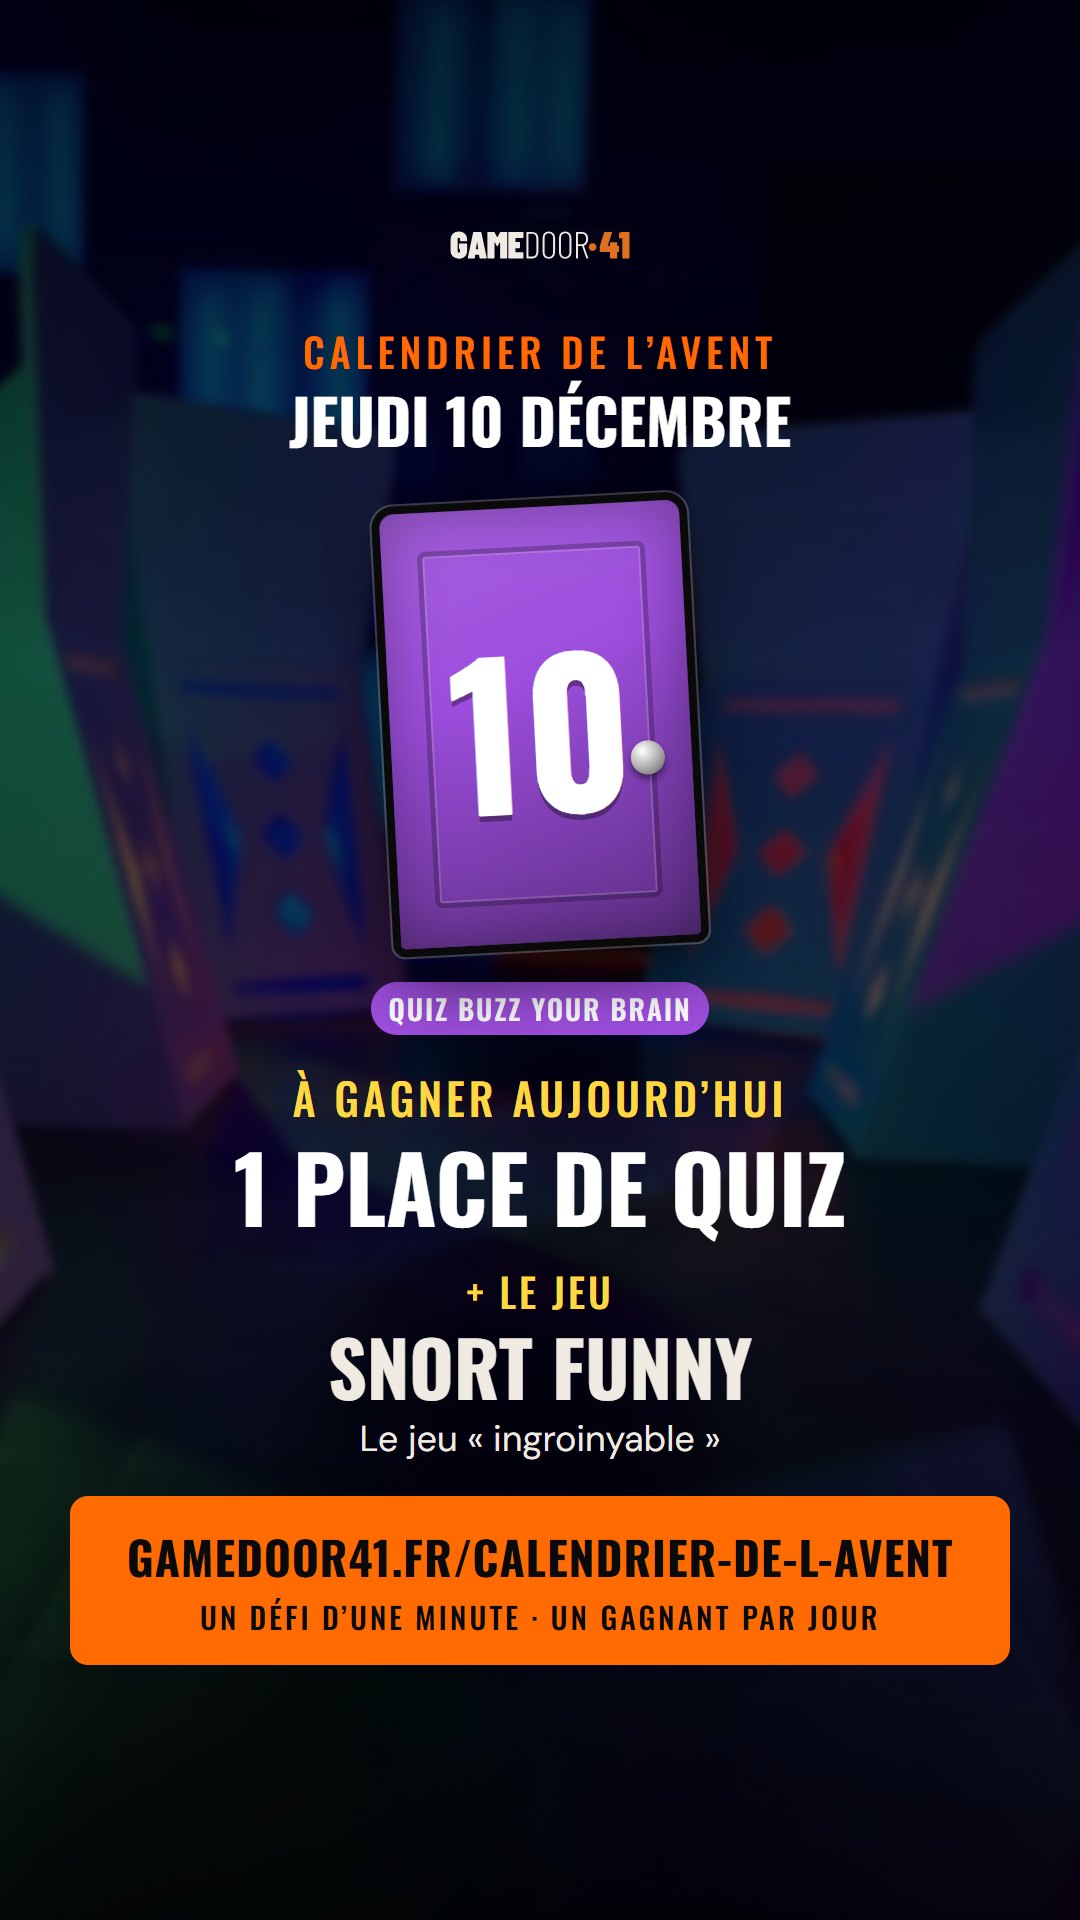 GAMEDOOR·41
CALENDRIER DE L’AVENT
JEUDI 10 DÉCEMBRE
10
QUIZ BUZZ YOUR BRAIN
À GAGNER AUJOURD’HUI
1 PLACE DE QUIZ
+ LE JEU
SNORT FUNNY
Le jeu « ingroinyable »
GAMEDOOR41.FR/CALENDRIER-DE-L-AVENT
UN DÉFI D’UNE MINUTE · UN GAGNANT PAR JOUR